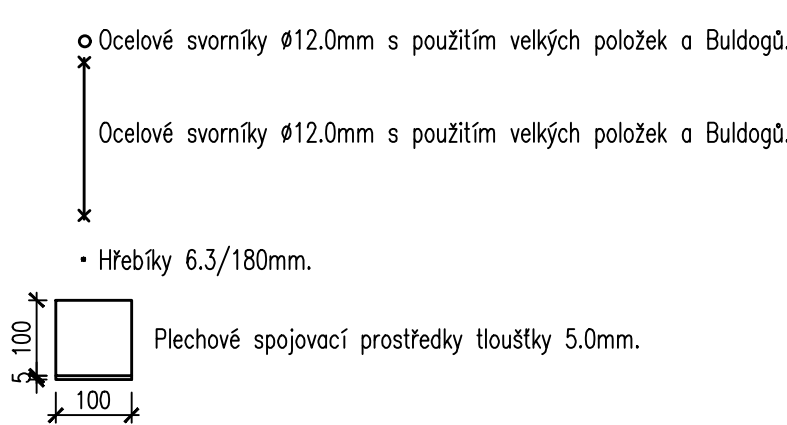 Ocelové svorníky ø12.0mm s použitím velkých položek a Buldogů.
Ocelové svorníky ø12.0mm s použitím velkých položek a Buldogů.
Hřebíky 6.3/180mm.
100
Plechové spojovací prostředky tloušťky 5.0mm.
5
100